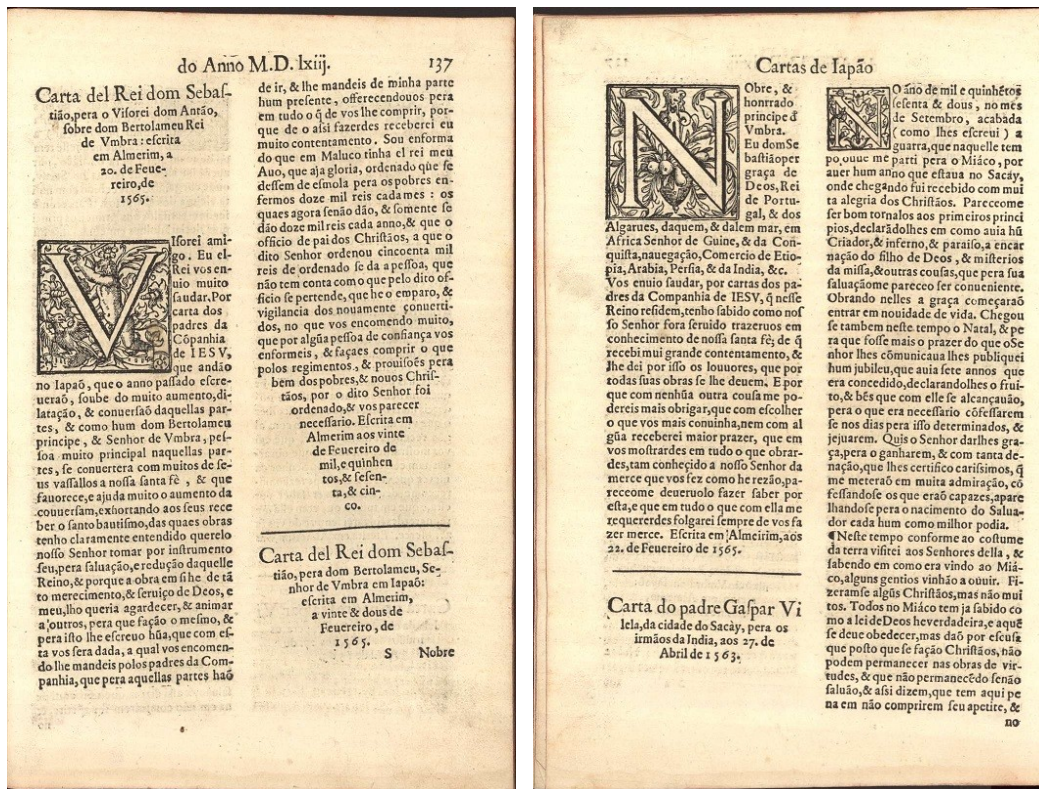 do Anño M.D. lxiij.
137
Carta del Rei dom Sebaſ-
tião,pera o Viſorei dom Antão,
ſobre dom Bertolameu Rei
de Vmbra: eſcrita
em Almerim, a
20. de Feue-
reiro,de
1565.
VIſorei ami-
go. Eu el-
Rei vos en-
uio muito
ſaudar,Por
carta dos
padres da
Cõpanhia
de IESV,
que andão
no Iapaõ, que o anno paſſado eſcre-
ueraõ, ſoube do muito aumento,di-
latação, & conuerſaõ daquellas par-
tes, & como hum dom Bertolameu
principe, & Senhor de Vmbra, peſ-
ſoa muito principal naquellas par-
tes, ſe conuertera com muitos de ſe-
us vaſſallos a noſſa ſanta fè , & que
fauorece,e ajuda muito o aumento da
conuerſam,exhortando aos ſeus rece
ber o ſanto bautiſmo,das quaes obras
tenho claramente entendido querelo
noſſo Senhor tomar por inſtrumento
ſeu,pera ſaluação,e redução daquelle
Reino,& porque a obra em ſi he de tã
to merecimento,& ſeruiço de Deos, e
meu,lho queria agardecer, & animar
a outros, pera que fação o meſmo, &
pera iſto lhe eſcreuo hũa,que com eſ-
ta vos ſera dada, a qual vos encomen-
do lhe mandeis polos padres da Com-
panhia, que pera aquellas partes haõ
de ir, & lhe mandeis de minha parte
hum preſente, offerecendouos pera
em tudo o q̃ de vos lhe comprir, por-
que de o aſsi fazerdes receberei eu
muito contentamento. Sou enforma
do que em Maluco tinha el rei meu
Auo, que aja gloria, ordenado que ſe
deſſem de eſmola pera os pobres en-
fermos doze mil reis cada mes : os
quaes agora ſenão dão, & ſomente ſe
dão doze mil reis cada anno,& que o
officio de pai dos Chriſtãos, a que o
dito Senhor ordenou cincoenta mil
reis de ordenado ſe da a peſſoa, que
não tem conta com o que pelo dito of-
ficio ſe pertende, que he o emparo, &
vigilancia dos nouamente conuerti-
dos, no que vos encomendo muito,
que por algũa peſſoa de confiança vos
enformeis, & façaes comprir o que
polos regimentos, & prouiſoẽs pera
bem dos pobres,& nouos Chriſ-
tãos, por o dito Senhor foi
ordenado,& vos parecer
neceſſario. Eſcrita em
Almerim aos vinte
de Feuereiro de
mil,e quinhen
tos,& ſeſen-
ta,& cin-
co.
Carta del Rei dom Sebaſ-
tião, pera dom Bertolameu, Se-
nhor de Vmbra em Iapaõ:
eſcrita em Almerim,
a vinte & dous de
Feuereiro, de
1565.
S Nobre
Cartas de Iapão
NObre, &
honrrado
principe đ
Vmbra.
Eu dom Se
baſtiãoper
graça de
Deos, Rei
de Portu-
gal, & dos
Algarues, daquem, & dalem mar, em
Africa Senhor de Guine, & da Con-
quiſta,nauegação,Comercio de Etio-
pia,Arabia, Perſia, & da India, &c.
Vos enuio ſaudar, por cartas dos pa-
dres da Companhia de IESV, q̃ neſſe
Reino reſidem,tenho ſabido como noſ
ſo Senhor fora ſeruido trazeruos em
conhecimento de noſſa ſanta fè, de q̃
recebi mui grande contentamento, &
lhe dei por iſſo os louuores, que por
todas ſuas obras ſe lhe deuem. E por
que com nenhũa outra couſa me po-
dereis mais obrigar,que com eſcolher
o que vos mais conuinha,nem com al
gũa receberei maior prazer, que em
vos moſtrardes em tudo o que obrar-
des,tam conheçido a noſſo Senhor da
merce que vos fez como he rezão,pa-
receome deueruolo fazer ſaber por
eſta,e que em tudo o que com ella me
requererdes folgarei ſempre de vos fa
zer merce. Eſcrita em Almeirim,aos
22. de Feuereiro de 1565.
Carta do padre Gaſpar Vi
lela,da cidade do Sacày, pera os
irmãos da India, aos 27. de
Abril de 1563.
NO año de mil e quinhẽtos
ſeſenta & dous, no mes
de Setembro, acabada
(como lhes eſcreui) a
guarra,que naquelle tem
po,ouue me parti pera o Miáco, por
auer hum anno que eſtaua no Sacáy,
onde chegãdo fui recebido com mui
ta alegria dos Chriſtãos. Pareceome
ſer bom tornalos aos primeiros princi
pios,declarãdolhes em como auia hũ
Criador,& inferno,& paraiſo,a encar
nação do filho de Deos , & miſterios
da miſſa,&outras couſas,que pera ſua
ſaluaçãome pareceo ſer conueniente.
Obrando nelles a graça começaraõ
entrar em nouidade de vida. Chegou
ſe tambem neſte tempo o Natal, & pe
ra que foſſe mais o prazer do que oSe
nhor lhes cõmunicaua lhes publiquei
hum jubileu,que auia ſete annos que
era concedido,declarandolhes o frui-
to,& bẽs que com elle ſe alcançauão,
pera o que era neceſſario cõfeſſarem
ſe nos dias pera iſſo determinados, &
jejuarem. Quis o Senhor darlhes gra-
ça,pera o ganharem, & com tanta de-
uação,que lhes certifico cariſsimos, q̃
me meteraõ em muita admiração, cõ
feſſandoſe os que eraõ capazes,apare
lhandoſe pera o nacimento do Salua-
dor cada hum como milhor podia.
¶Neſte tempo conforme ao coſtume
da terra viſitei aos Senhores della , &
ſabendo em como era vindo ao Miá-
co,alguns gentios vinhão a ouuir. Fi-
zeramſe algũs Chriſtãos,mas não mui
tos. Todos no Miáco tem ja ſabido co
mo a lei deDeos heverdadeira,e aquẽ
ſe deue obedecer,mas daõ por eſcuſa
que poſto que ſe fação Chriſtãos,não
podem permanecer nas obras de vir-
tudes, & que não permanecẽdo ſenão
ſaluão,& aſsi dizem,que tem aqui pe
na em não comprirem ſeu apetite, &
no